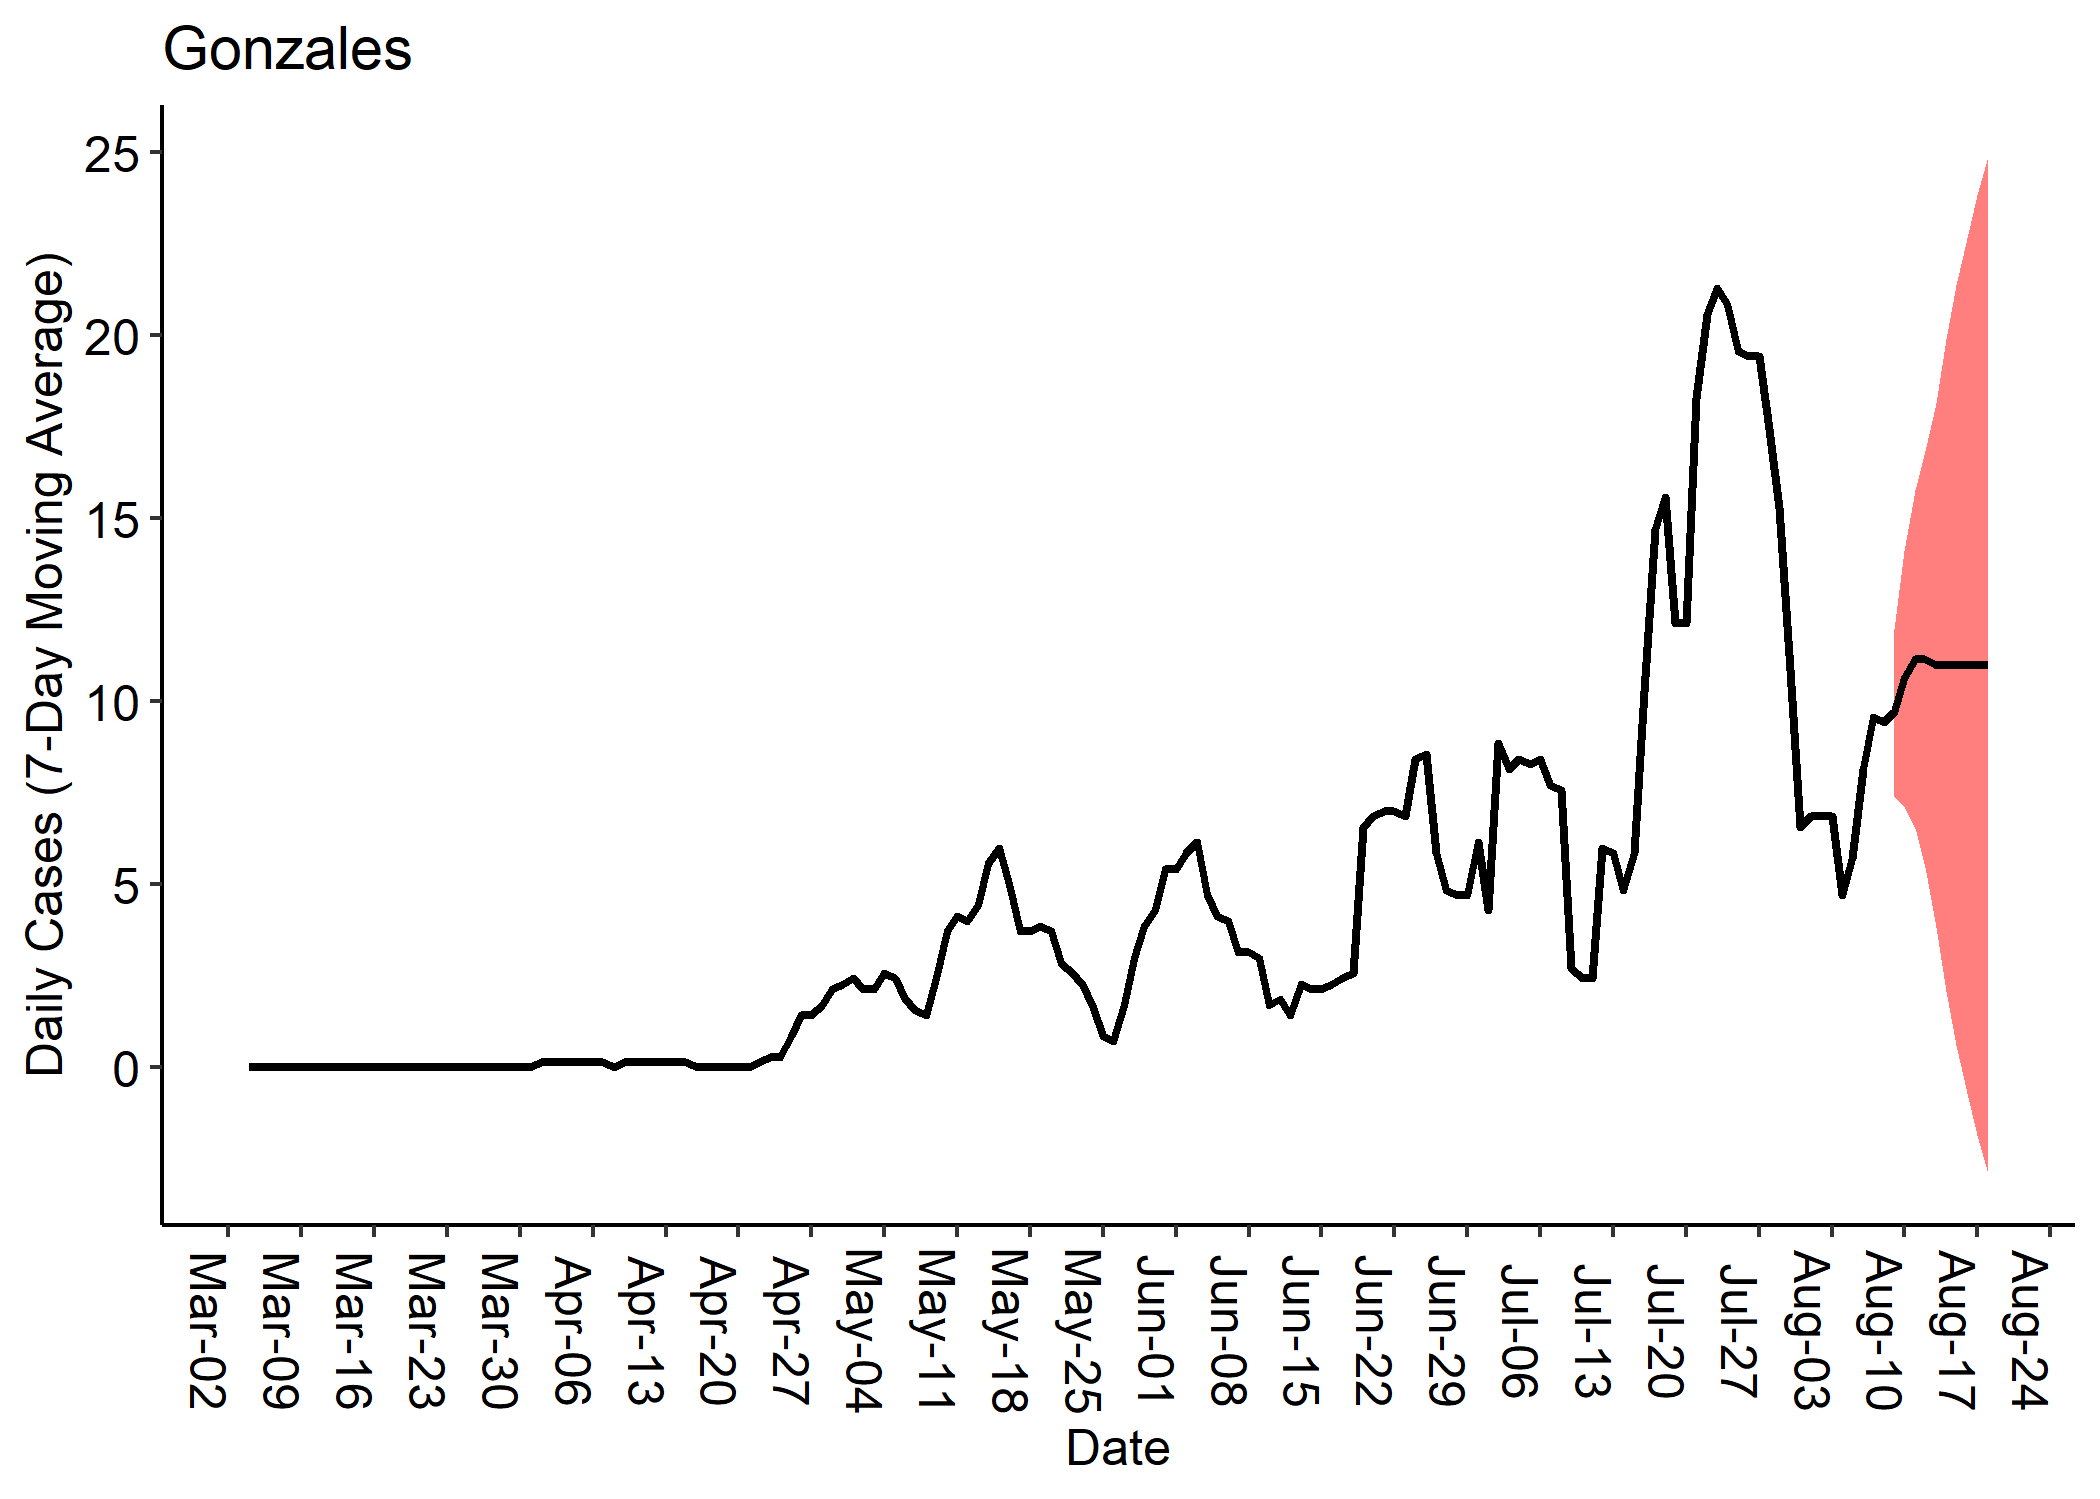 Gonzales
Daily Cases (7-Day Moving Average)
25
20
15
10
5
0
Mar-02
Mar-09
Mar-16
Mar-23
Mar-30
Apr-06
Apr-13
Apr-20
Apr-27
May-04
May-11
May-18
May-25
Jun-01
Jun-08
Jun-15
Jun-22
Jun-29
Jul-06
Jul-13
Jul-20
Jul-27
Aug-03
Aug-10
Aug-17
Aug-24
Date